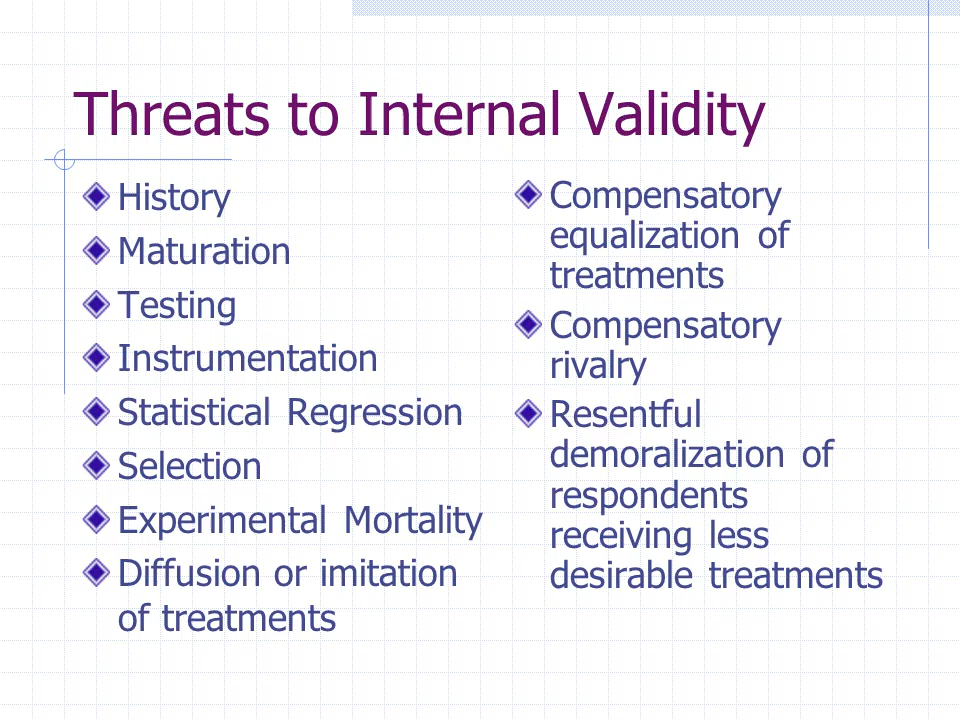 Threats to Internal Validity
History
Maturation
Testing
Instrumentation
Statistical Regression
Selection
Experimental Mortality
Diffusion or imitation
of treatments
Compensatory
equalization of
treatments
Compensatory
rivalry
Resentful
demoralization of
respondents
receiving less
desirable treatments